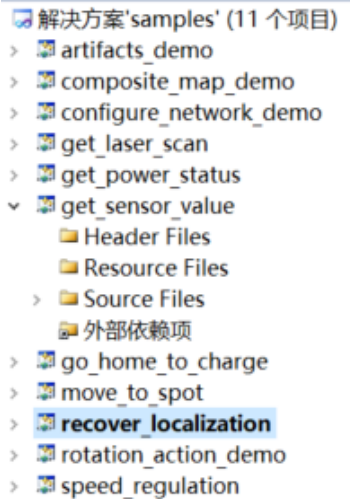 解决方案'samples' (11 个项目)
artifacts_demo
composite_map_demo
configure_network_demo
get_laser_scan
get_power_status
get_sensor_value
Header Files
Resource Files
Source Files
外部依赖项
go_home_to_charge
move_to_spot
recover_localization
rotation_action_demo
speed_regulation